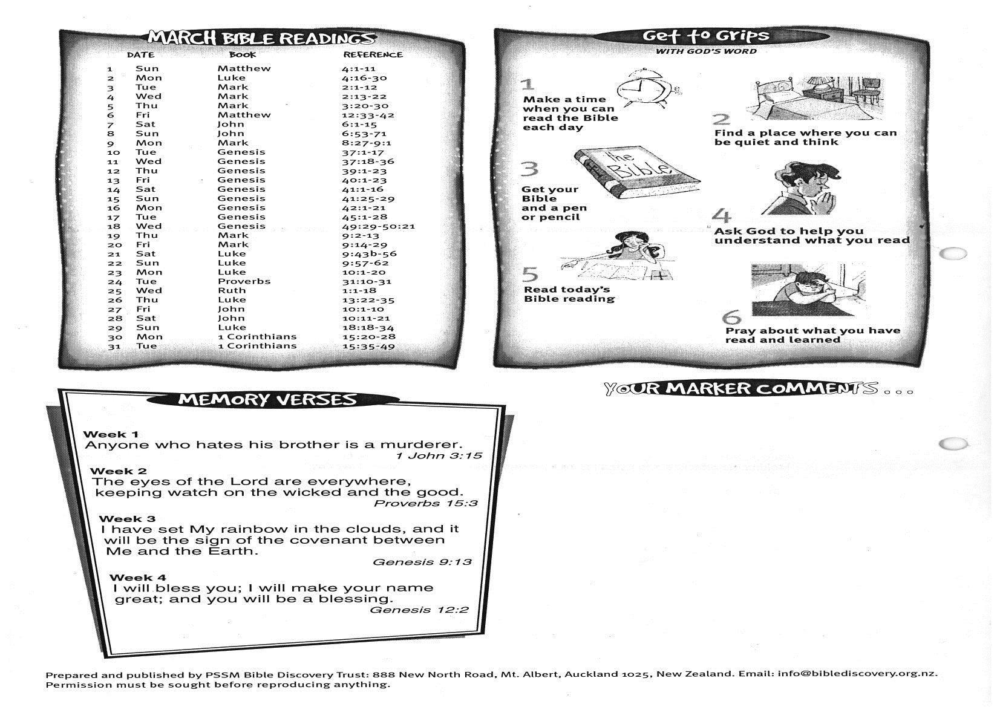 MARCH BIBLE READINGS
DATE BOOK REFERENCE
1 Sun Matthew 4:1-11
2 Mon Luke 4:16-30
3 Tue Mark 2:1-12
4 Wed Mark 2:13-22
5 Thu Mark 3:20-30
6 Fri Matthew 12:33-42
7 Sat John 6:1-15
8 Sun John 6:53-71
9 Mon Mark 8:27-9:1
10 Tue Genesis 37:1-17
11 Wed Genesis 37:18-36
12 Thu Genesis 39:1-23
13 Fri Genesis 40:1-23
14 Sat Genesis 41:1-16
15 Sun Genesis 41:25-29
16 Mon Genesis 42:1-21
17 Tue Genesis 45:1-28
18 Wed Genesis 49:29-50:21
19 Thu Mark 9:2-13
20 Fri Mark 9:14-29
21 Sat Luke 9:43b-56
22 Sun Luke 9:57-62
23 Mon Luke 10:1-20
24 Tue Proverbs 31:10-31
25 Wed Ruth 1:1-18
26 Thu Luke 13:22-35
27 Fri John 10:1-10
28 Sat John 10:11-21
29 Sun Luke 18:18-34
30 Mon 1 Corinthians 15:20-28
31 Tue 1 Corinthians 15:35-49
Get to Grips
WITH GOD'S WORD
1
Make a time
when you can
read the Bible
each day
2
Find a place where you can
be quiet and think
3
Get your
Bible
and a pen
or pencil
the
Bible
4
Ask God to help you
understand what you read
5
Read today's
Bible reading
6
Pray about what you have
read and learned
MEMORY VERSES
Week 1
Anyone who hates his brother is a murderer.
1 John 3:15
Week 2
The eyes of the Lord are everywhere,
keeping watch on the wicked and the good.
Proverbs 15:3
Week 3
I have set My rainbow in the clouds, and it
will be the sign of the covenant between
Me and the Earth.
Genesis 9:13
Week 4
I will bless you; I will make your name
great; and you will be a blessing.
Genesis 12:2
YOUR MARKER COMMENTS . . .
Prepared and published by PSSM Bible Discovery Trust: 888 New North Road, Mt. Albert, Auckland 1025, New Zealand. Email: info@biblediscovery.org.nz.
Permission must be sought before reproducing anything.